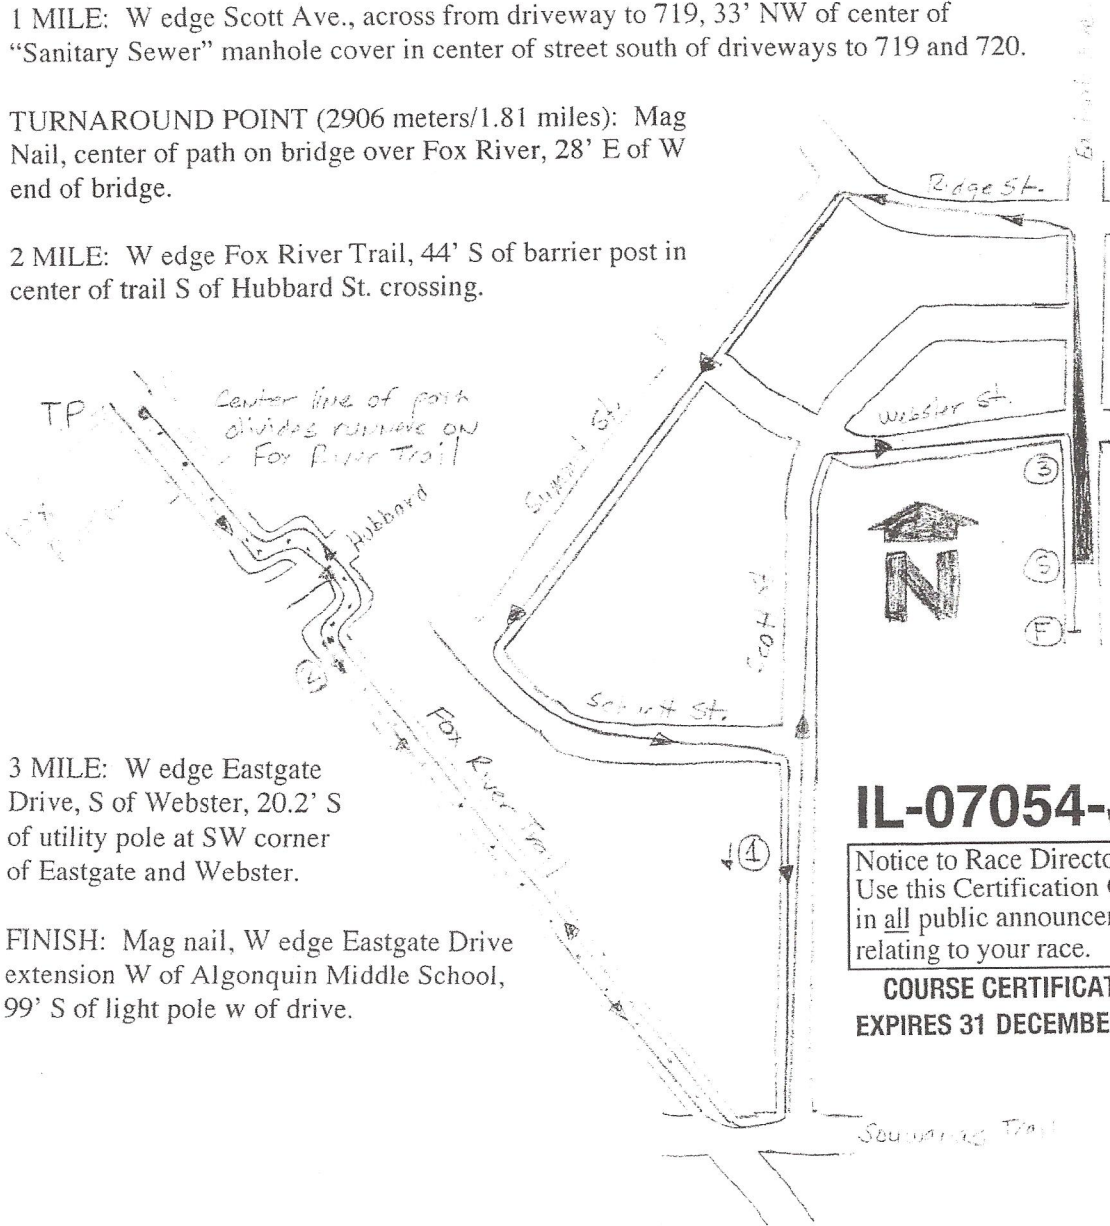 1 MILE: W edge Scott Ave., across from driveway to 719, 33’ NW of center of
“Sanitary Sewer” manhole cover in center of street south of driveways to 719 and 720.
TURNAROUND POINT (2906 meters/1.81 miles): Mag
Nail, center of path on bridge over Fox River, 28’ E of W
end of bridge.
2 MILE: W edge Fox River Trail, 44’ S of barrier post in
center of trail S of Hubbard St. crossing.
Ridge St.
TP
Center line of path
divides runners on
Fox River Trail
Hubbard
Summit St.
Webster St.
3
N
S
F
Scott
2
St.
Fox River Trail
3 MILE: W edge Eastgate
Drive, S of Webster, 20.2’ S
of utility pole at SW corner
of Eastgate and Webster.
1
IL-07054-
Notice to Race Directo
Use this Certification
in all public announce
relating to your race.
COURSE CERTIFICAT
EXPIRES 31 DECEMBE
FINISH: Mag nail, W edge Eastgate Drive
extension W of Algonquin Middle School,
99’ S of light pole w of drive.
Trail